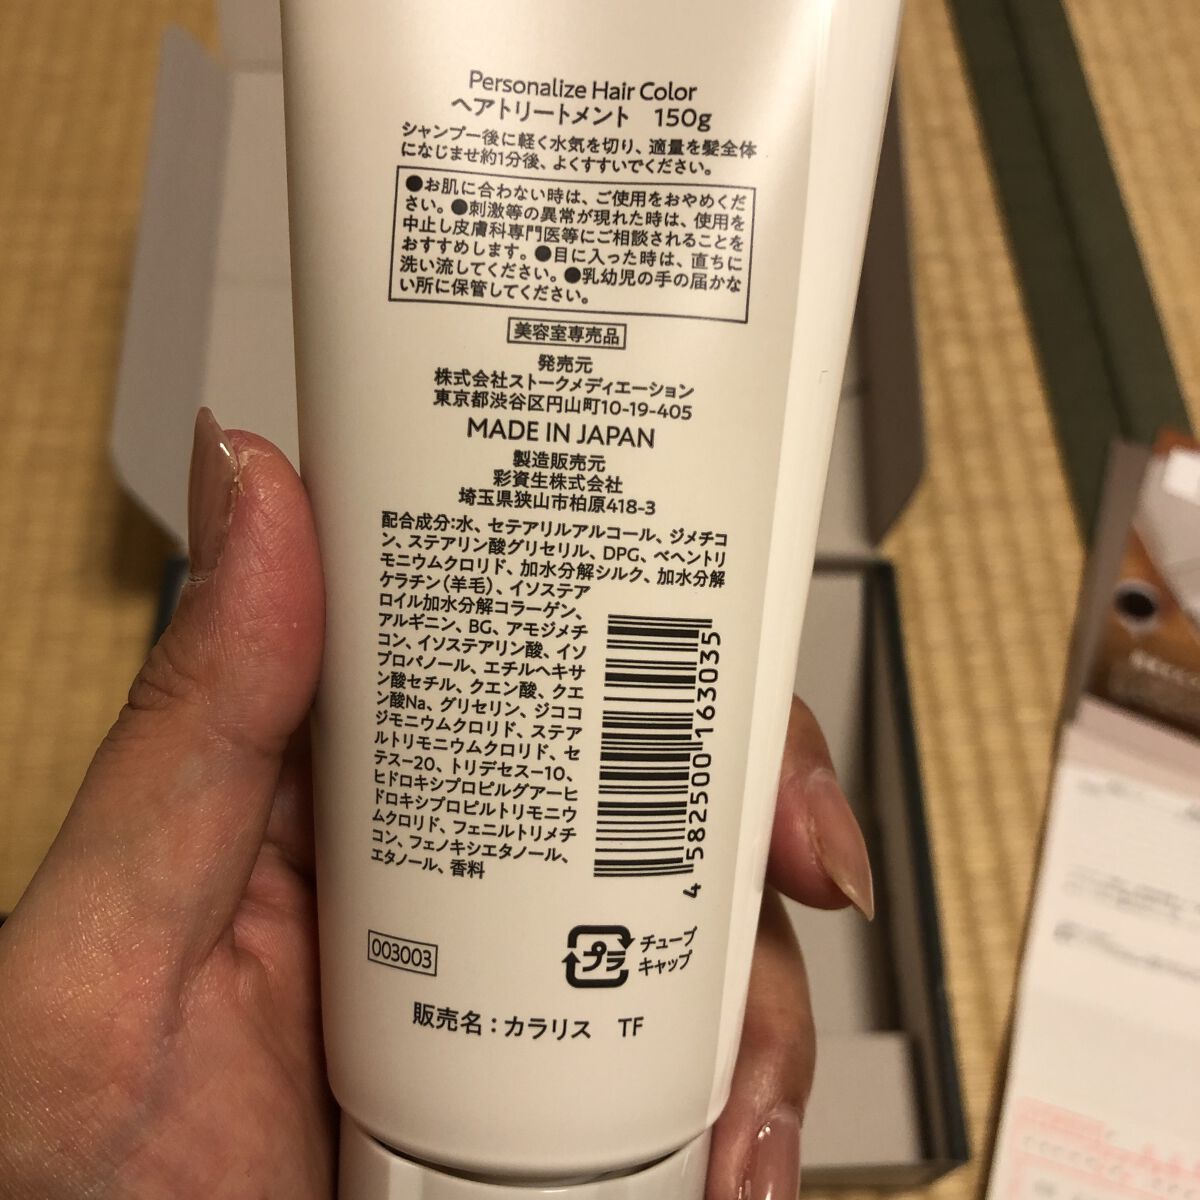 Personalize Hair Color
ヘアトリートメント 150g
シャンプー後に軽く水気を切り、適量を髪全体
になじませ約1分後、よくすすいでください。
●お肌に合わない時は、ご使用をおやめくだ
さい。●刺激等の異常が現れた時は、使用を
中止し皮膚科専門医等にご相談されることを
おすすめします。●目に入った時は、直ちに
洗い流してください。●乳幼児の手の届かな
い所に保管してください。
美容室専売品
発売元
株式会社ストークメディエーション
東京都渋谷区円山町10-19-405
MADE IN JAPAN
製造販売元
彩資生株式会社
埼玉県狭山市柏原418-3
配合成分:水、セテアリルアルコール、ジメチコ
ン、ステアリン酸グリセリル、DPG、ベヘントリ
モニウムクロリド、加水分解シルク、加水分解
ケラチン(羊毛)、イソステア
ロイル加水分解コラーゲン、
アルギニン、BG、アモジメチ
コン、イソステアリン酸、イソ
プロパノール、エチルヘキサ
ン酸セチル、クエン酸、クエ
ン酸Na、グリセリン、ジココ
ジモニウムクロリド、ステア
ルトリモニウムクロリド、セ
テス-20、トリデセス-10、
ヒドロキシプロピルグアーヒ
ドロキシプロピルトリモニウ
ムクロリド、フェニルトリメチ
コン、フェノキシエタノール、
エタノール、香料
4 582500 163035
003003
プラ
チューブ
キャップ
販売名:カラリス TF